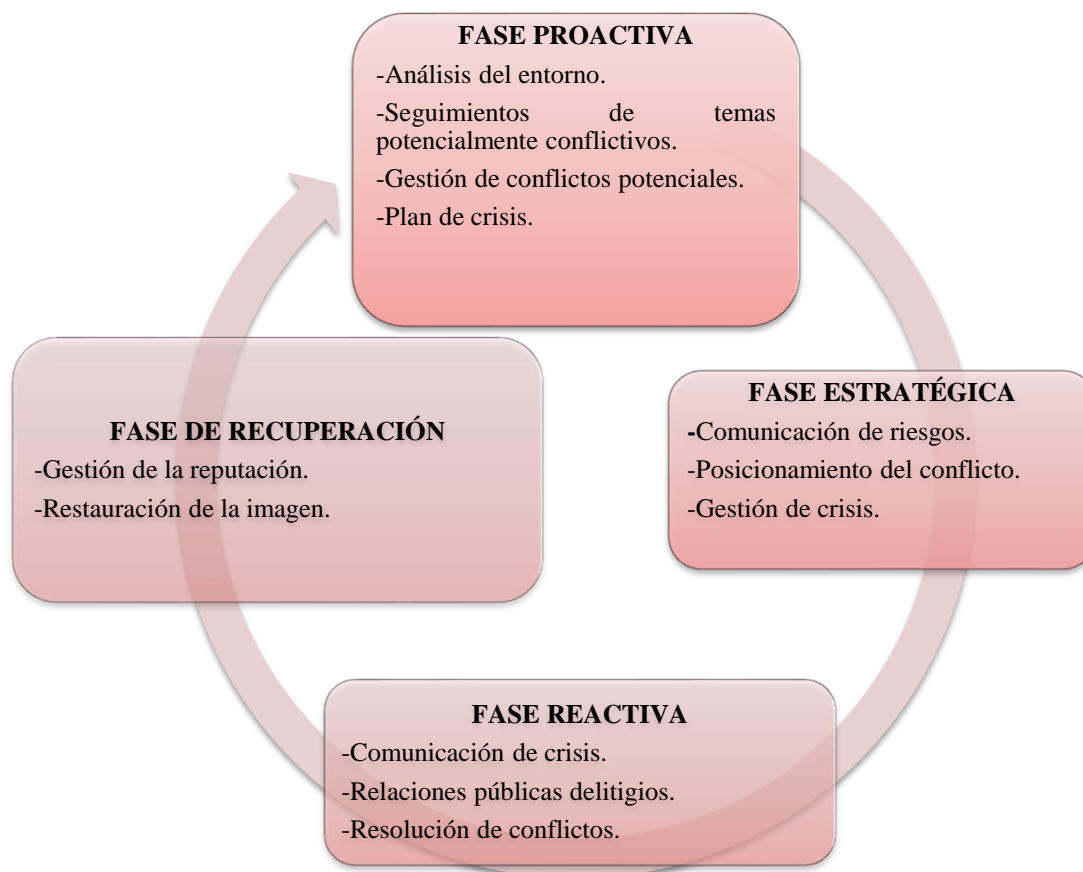 FASE PROACTIVA
-Análisis del entorno.
-Seguimientos de temas
potencialmente conflictivos.
-Gestión de conflictos potenciales.
-Plan de crisis.
FASE ESTRATÉGICA
-Comunicación de riesgos.
-Posicionamiento del conflicto.
-Gestión de crisis.
FASE REACTIVA
-Comunicación de crisis.
-Relaciones públicas delitigios.
-Resolución de conflictos.
FASE DE RECUPERACIÓN
-Gestión de la reputación.
-Restauración de la imagen.